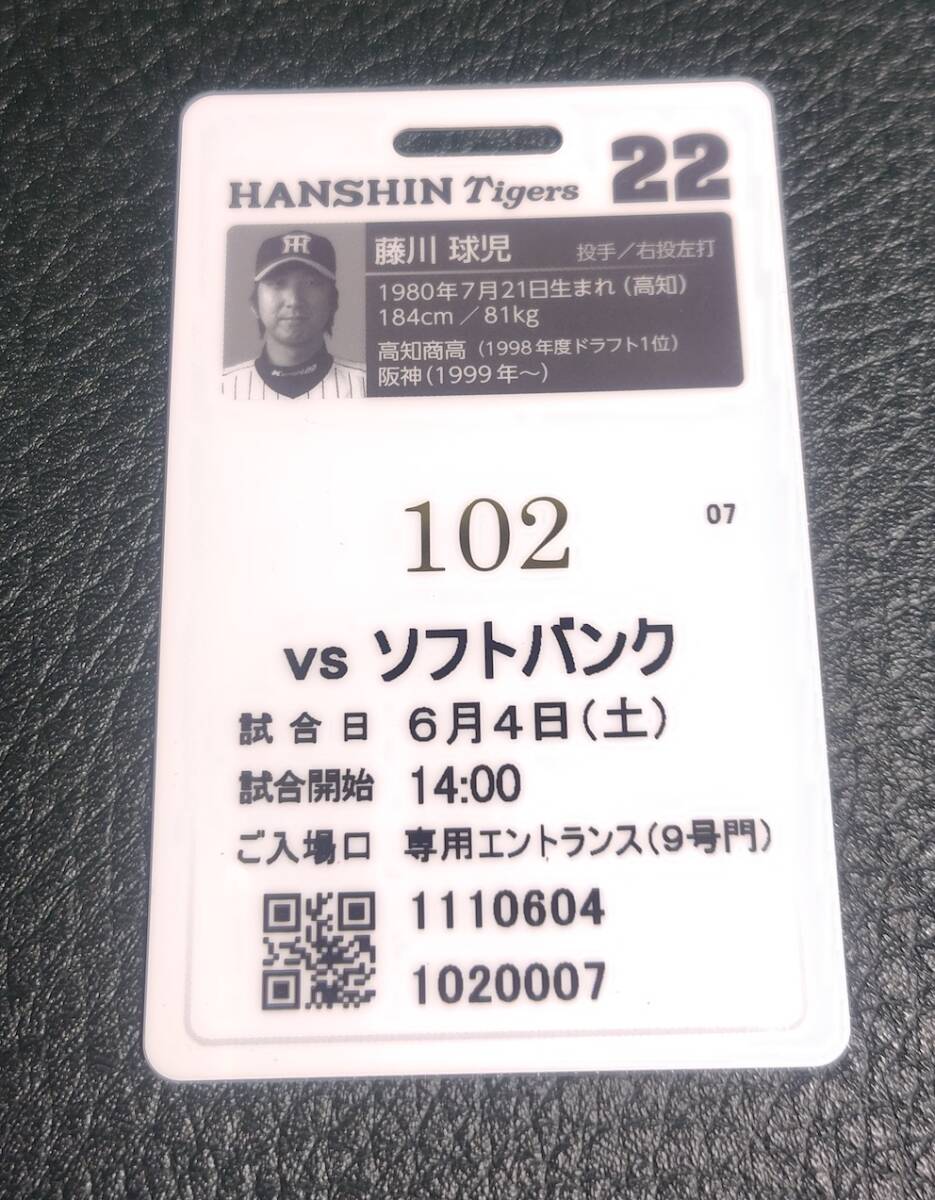 HANSHIN Tigers 22
TH
藤川 球児 投手／右投左打
1980年7月21日生まれ（高知）
184cm／81kg
高知商高（1998年度ドラフト1位）
阪神（1999年～）
102 07
vs ソフトバンク
試合日 6月4日（土）
試合開始 14:00
ご入場口 専用エントランス（9号門）
1110604
1020007